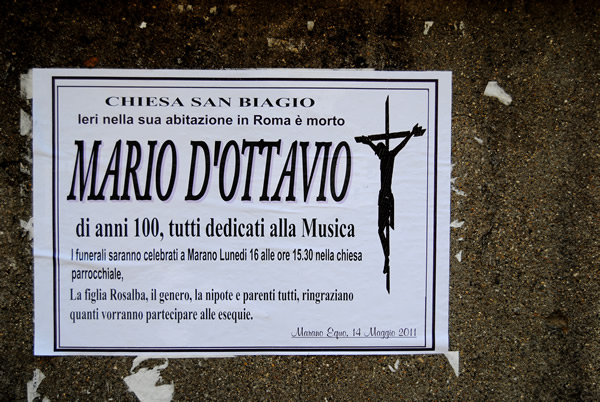 CHIESA SAN BIAGIO
Ieri nella sua abitazione in Roma è morto
MARIO D'OTTAVIO
di anni 100, tutti dedicati alla Musica
I funerali saranno celebrati a Marano Lunedi 16 alle ore 15.30 nella chiesa
parrocchiale,
La figlia Rosalba, il genero, la nipote e parenti tutti, ringraziano
quanti vorranno partecipare alle esequie.
Marano Equo, 14 Maggio 2011